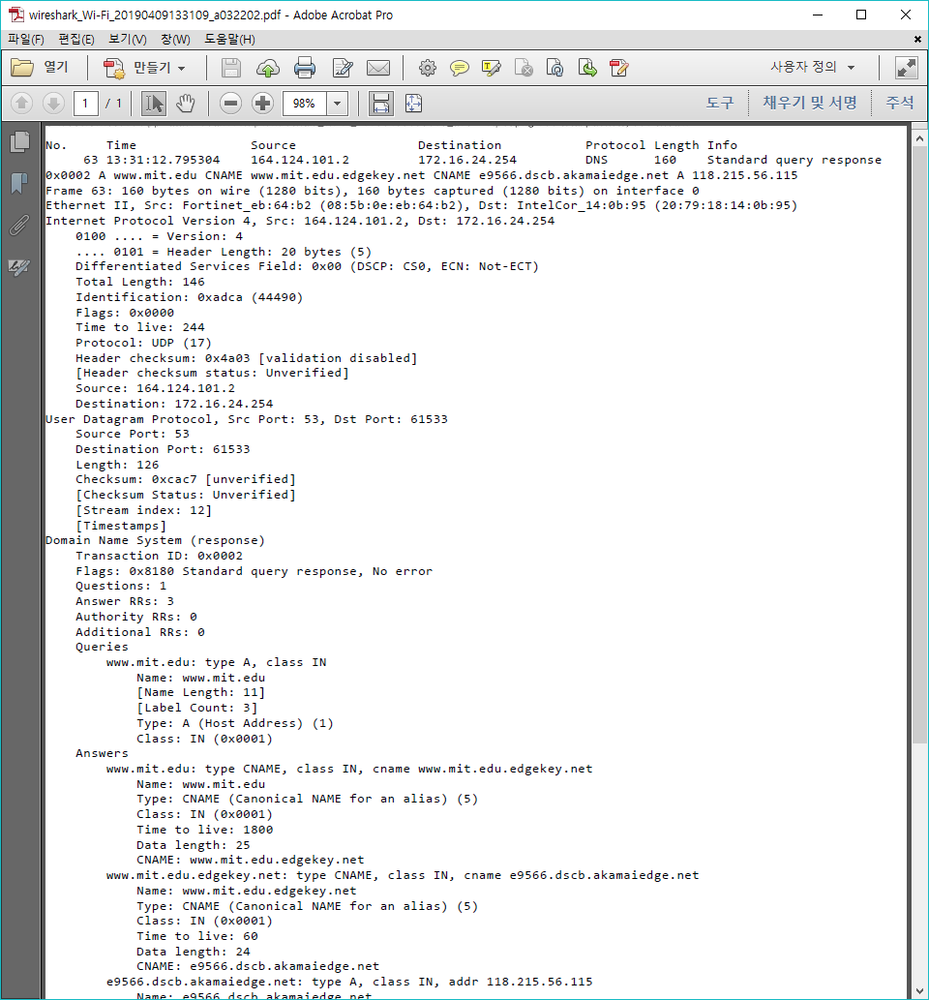 wireshark_Wi-Fi_20190409133109_a032202.pdf - Adobe Acrobat Pro
파일(F) 편집(E) 보기(V) 창(W) 도움말(H)
열기 만들기 사용자 정의
1 / 1 98% 도구 채우기 및 서명 주석
No. Time Source Destination Protocol Length Info
63 13:31:12.795304 164.124.101.2 172.16.24.254 DNS 160 Standard query response
0x0002 A www.mit.edu CNAME www.mit.edu.edgekey.net CNAME e9566.dscb.akamaiedge.net A 118.215.56.115
Frame 63: 160 bytes on wire (1280 bits), 160 bytes captured (1280 bits) on interface 0
Ethernet II, Src: Fortinet_eb:64:b2 (08:5b:0e:eb:64:b2), Dst: IntelCor_14:0b:95 (20:79:18:14:0b:95)
Internet Protocol Version 4, Src: 164.124.101.2, Dst: 172.16.24.254
0100 .... = Version: 4
.... 0101 = Header Length: 20 bytes (5)
Differentiated Services Field: 0x00 (DSCP: CS0, ECN: Not-ECT)
Total Length: 146
Identification: 0xadca (44490)
Flags: 0x0000
Time to live: 244
Protocol: UDP (17)
Header checksum: 0x4a03 [validation disabled]
[Header checksum status: Unverified]
Source: 164.124.101.2
Destination: 172.16.24.254
User Datagram Protocol, Src Port: 53, Dst Port: 61533
Source Port: 53
Destination Port: 61533
Length: 126
Checksum: 0xcac7 [unverified]
[Checksum Status: Unverified]
[Stream index: 12]
[Timestamps]
Domain Name System (response)
Transaction ID: 0x0002
Flags: 0x8180 Standard query response, No error
Questions: 1
Answer RRs: 3
Authority RRs: 0
Additional RRs: 0
Queries
www.mit.edu: type A, class IN
Name: www.mit.edu
[Name Length: 11]
[Label Count: 3]
Type: A (Host Address) (1)
Class: IN (0x0001)
Answers
www.mit.edu: type CNAME, class IN, cname www.mit.edu.edgekey.net
Name: www.mit.edu
Type: CNAME (Canonical NAME for an alias) (5)
Class: IN (0x0001)
Time to live: 1800
Data length: 25
CNAME: www.mit.edu.edgekey.net
www.mit.edu.edgekey.net: type CNAME, class IN, cname e9566.dscb.akamaiedge.net
Name: www.mit.edu.edgekey.net
Type: CNAME (Canonical NAME for an alias) (5)
Class: IN (0x0001)
Time to live: 60
Data length: 24
CNAME: e9566.dscb.akamaiedge.net
e9566.dscb.akamaiedge.net: type A, class IN, addr 118.215.56.115
Name: e9566.dscb.akamaiedge.net